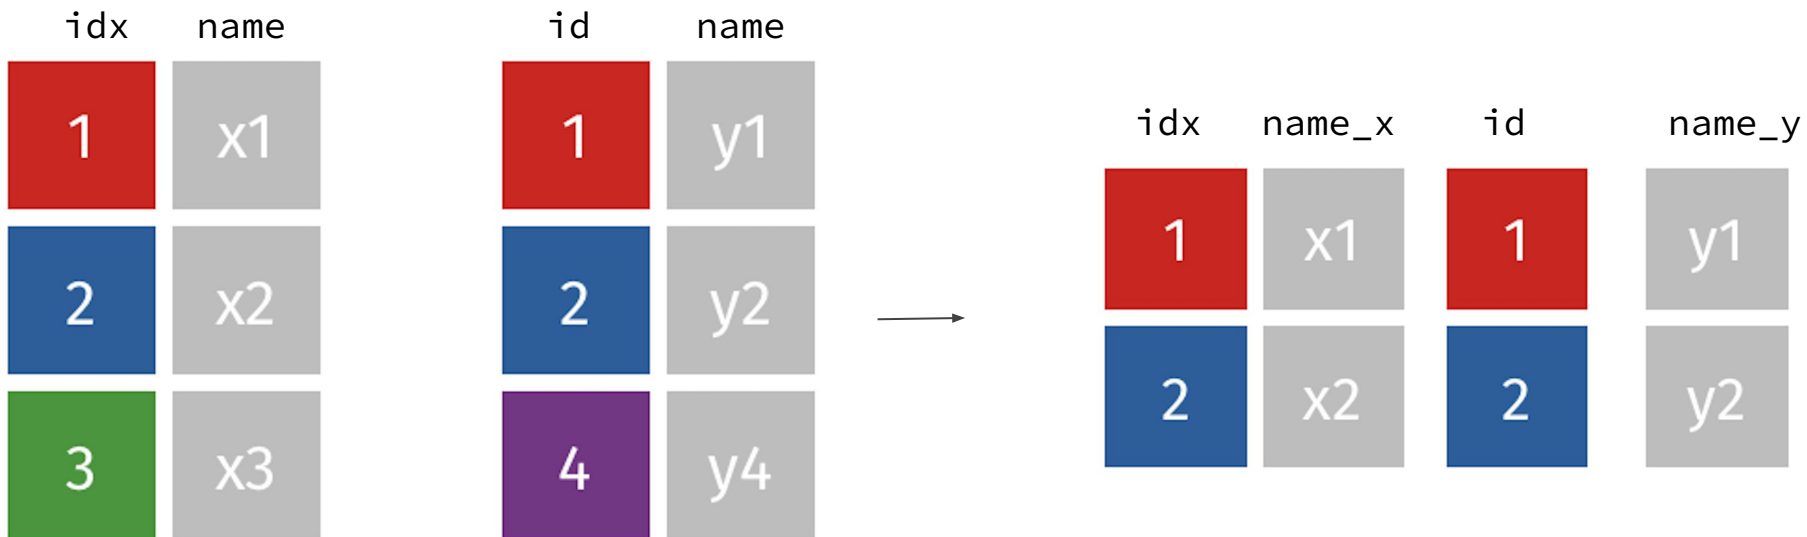 idx name
1 x1
2 x2
3 x3
id name
1 y1
2 y2
4 y4
idx name_x id name_y
1 x1 1 y1
2 x2 2 y2